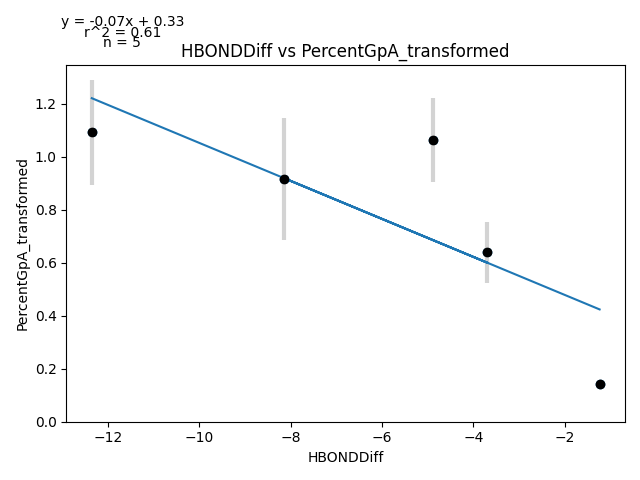 y = -0.07x + 0.33
r^2 = 0.61
n = 5
HBONDDiff vs PercentGpA_transformed
PercentGpA_transformed
1.2
1.0
0.8
0.6
0.4
0.2
0.0
−12
−10
−8
−6
−4
−2
HBONDDiff